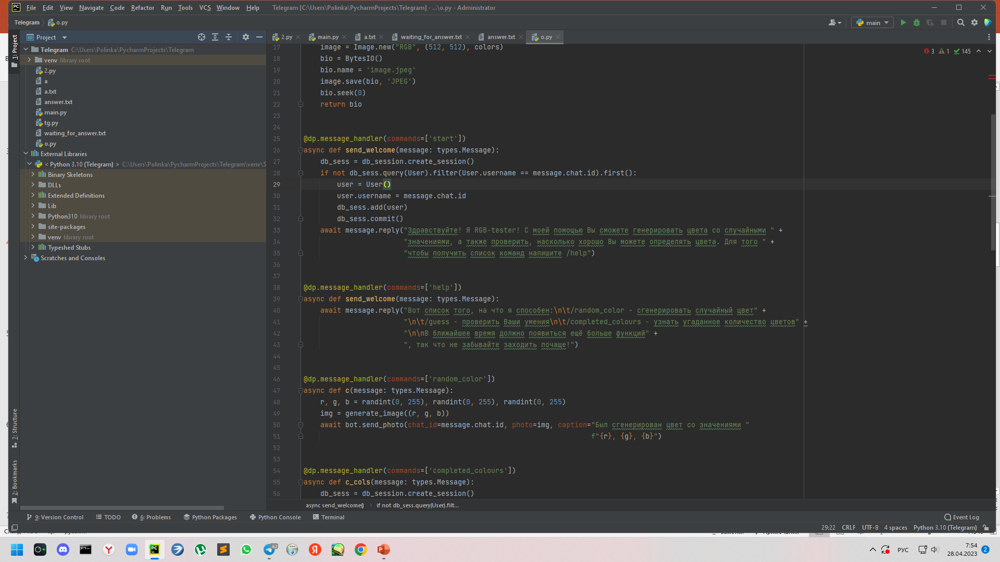 File Edit View Navigate Code Refactor Run Tools VCS Window Help Telegram [C:\Users\Polinka\PycharmProjects\Telegram] - ...\o.py - Administrator
Telegram o.py main
Project
2.py main.py a.txt waiting_for_answer.txt answer.txt o.py
1: Project
Telegram C:\Users\Polinka\PycharmProjects\Telegram
venv library root
2.py
a
a.txt
answer.txt
main.py
tg.py
waiting_for_answer.txt
o.py
External Libraries
< Python 3.10 (Telegram) > C:\Users\Polinka\PycharmProjects\Telegram\venv\S
Binary Skeletons
DLLs
Extended Definitions
Lib
Python310 library root
site-packages
venv library root
Typeshed Stubs
Scratches and Consoles
7: Structure
2: Bookmarks
3 1 145
17 image = Image.new("RGB", (512, 512), colors)
18 bio = BytesIO()
19 bio.name = 'image.jpeg'
20 image.save(bio, 'JPEG')
21 bio.seek(0)
22 return bio
23
24
25 @dp.message_handler(commands=['start'])
26 async def send_welcome(message: types.Message):
27 db_sess = db_session.create_session()
28 if not db_sess.query(User).filter(User.username == message.chat.id).first():
29 user = User()
30 user.username = message.chat.id
31 db_sess.add(user)
32 db_sess.commit()
33 await message.reply("Здравствуйте! Я RGB-tester! С моей помощью Вы сможете генерировать цвета со случайными " +
34 "значениями, а также проверить, насколько хорошо Вы можете определять цвета. Для того " +
35 "чтобы получить список команд напишите /help")
36
37
38 @dp.message_handler(commands=['help'])
39 async def send_welcome(message: types.Message):
40 await message.reply("Вот список того, на что я способен:\n\t/random_color - сгенерировать случайный цвет" +
41 "\n\t/guess - проверить Ваши умения\n\t/completed_colours - узнать угаданное количество цветов" +
42 "\n\nВ ближайшее время должно появиться ещё больше функций" +
43 ", так что не забывайте заходить почаще!")
44
45
46 @dp.message_handler(commands=['random_color'])
47 async def c(message: types.Message):
48 r, g, b = randint(0, 255), randint(0, 255), randint(0, 255)
49 img = generate_image((r, g, b))
50 await bot.send_photo(chat_id=message.chat.id, photo=img, caption="Был сгенерирован цвет со значениями "
51 f"{r}, {g}, {b}")
52
53
54 @dp.message_handler(commands=['completed_colours'])
55 async def c_cols(message: types.Message):
56 db_sess = db_session.create_session()
async send_welcome() if not db_sess.query(User).filt...
9: Version Control TODO 6: Problems Python Packages Python Console Terminal Event Log
29:22 CRLF UTF-8 4 spaces Python 3.10 (Telegram)
62
РУС
7:54
28.04.2023
2